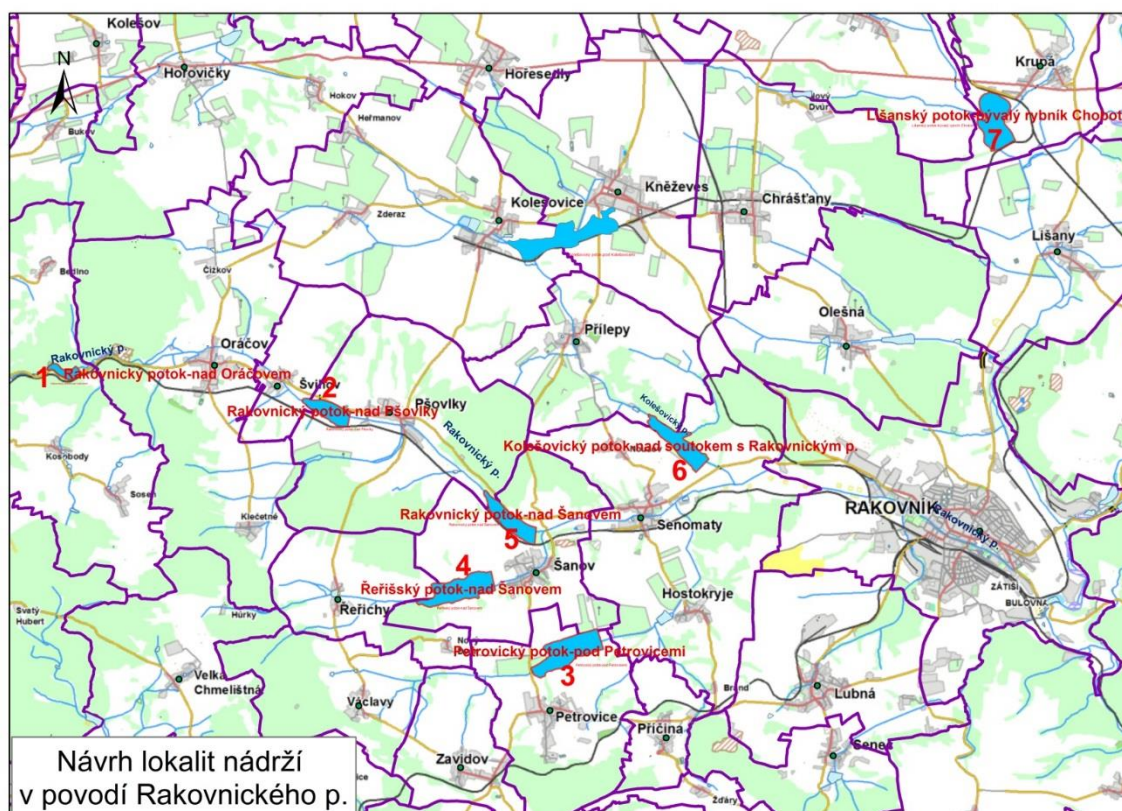 Kolešov
N
Hořovičky
Hořesedly
Krupá
Hokov
Nový
Dvůr
Bukov
Heřmanov
Lišanský potok-bývalý rybník Chobot
7
Kněževes
Kolešovice
Chrášťany
Zderaz
Lišany
Bedlno
Čížkov
Přílepy
Olešná
Oráčov
Rakovnický p.
1
Rakovnický potok-nad Oráčovem
Švihov
2
Pšovlky
Rakovnický potok-nad Pšovlky
Kolešovický p.
Rakovnický p.
Kolešovický potok-nad soutokem s Rakovnickým p.
6
Kosobody
Sosen
Klečetné
Rakovnický potok-nad Šanovem
5
Senomaty
RAKOVNÍK
Rakovnický p.
4
Šanov
Řeřišský potok-nad Šanovem
Řeřichy
Hostokryje
ZÁTIŠÍ
BULOVNA
Svatý
Hubert
Hůrky
Nový
Petrovický potok-pod Petrovicemi
3
Velká
Chmelištná
Václavy
Petrovice
Brant
Lubná
Příčina
Senec
Zavidov
Žďáry
Návrh lokalit nádrží
v povodí Rakovnického p.